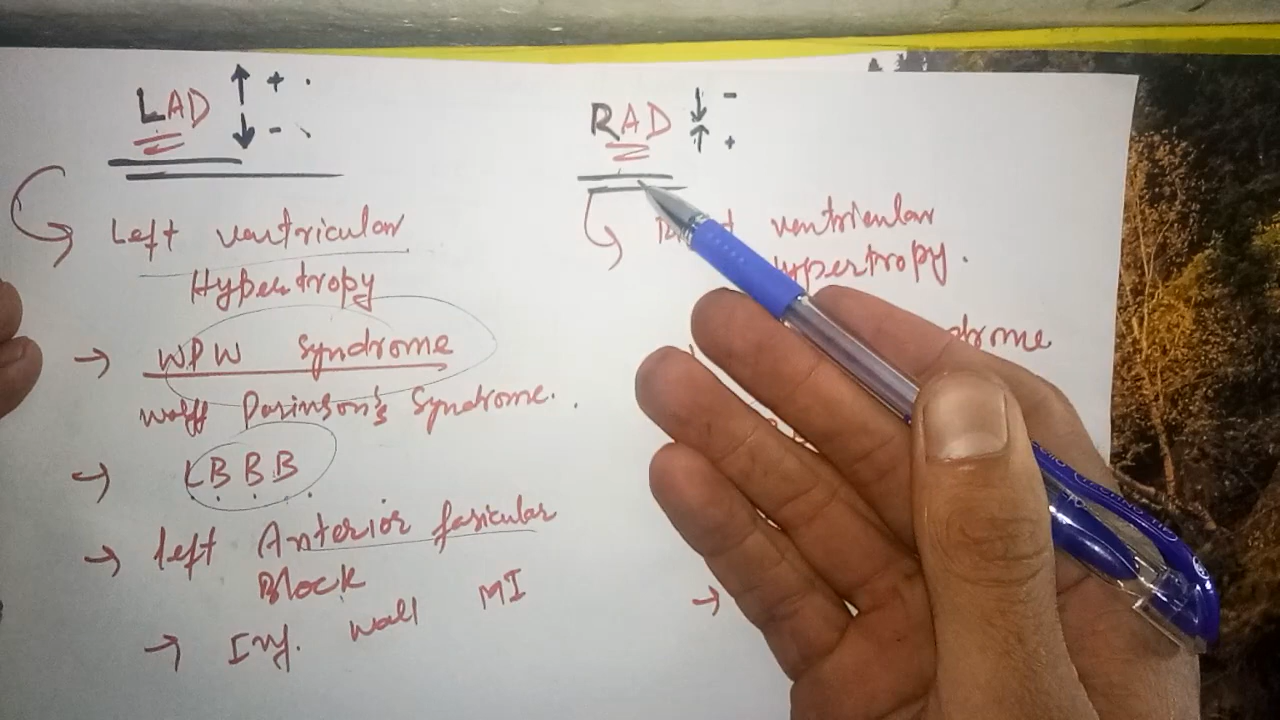 LAD ↑ + .
↓ -
Left ventricular
Hypertropy
→ WPW Syndrome
Wolff Parinson's Syndrome.
→ LBBB
→ left Anterior fasicular
Block
→ Inf. wall MI
RAD ↓ -
↑ +
ventricular
Hypertropy.
drome
→